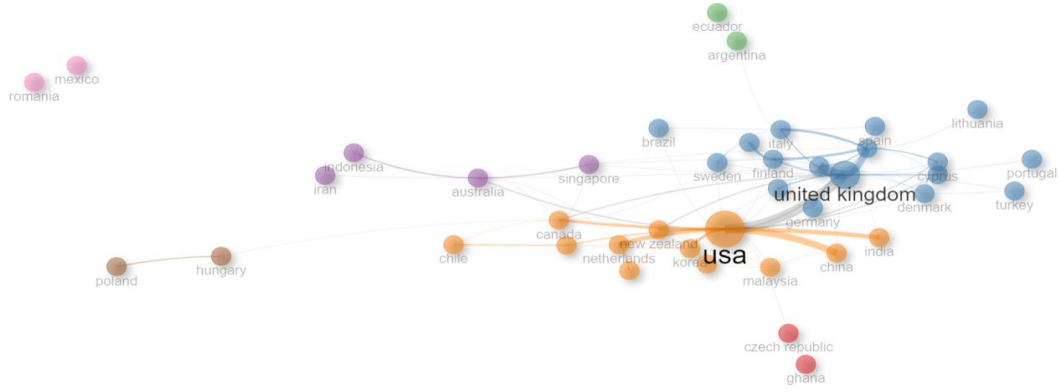 ecuador
argentina
mexico
romania
lithuania
brazil
italy
spain
indonesia
iran
australia
singapore
sweden
finland
cyprus
portugal
united kingdom
denmark
turkey
germany
canada
new zealand
usa
india
chile
netherlands
korea
china
malaysia
poland
hungary
czech republic
ghana